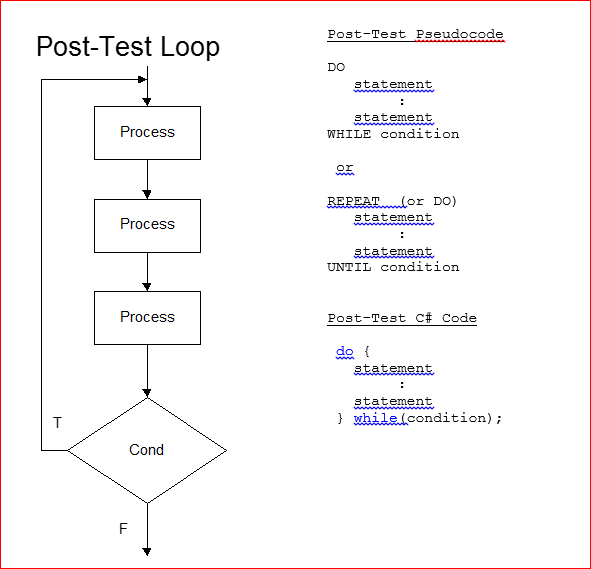 Post-Test Loop
Process
Process
Process
T
Cond
F
Post-Test Pseudocode
DO
statement
:
statement
WHILE condition
or
REPEAT (or DO)
statement
:
statement
UNTIL condition
Post-Test C# Code
do {
statement
:
statement
} while(condition);